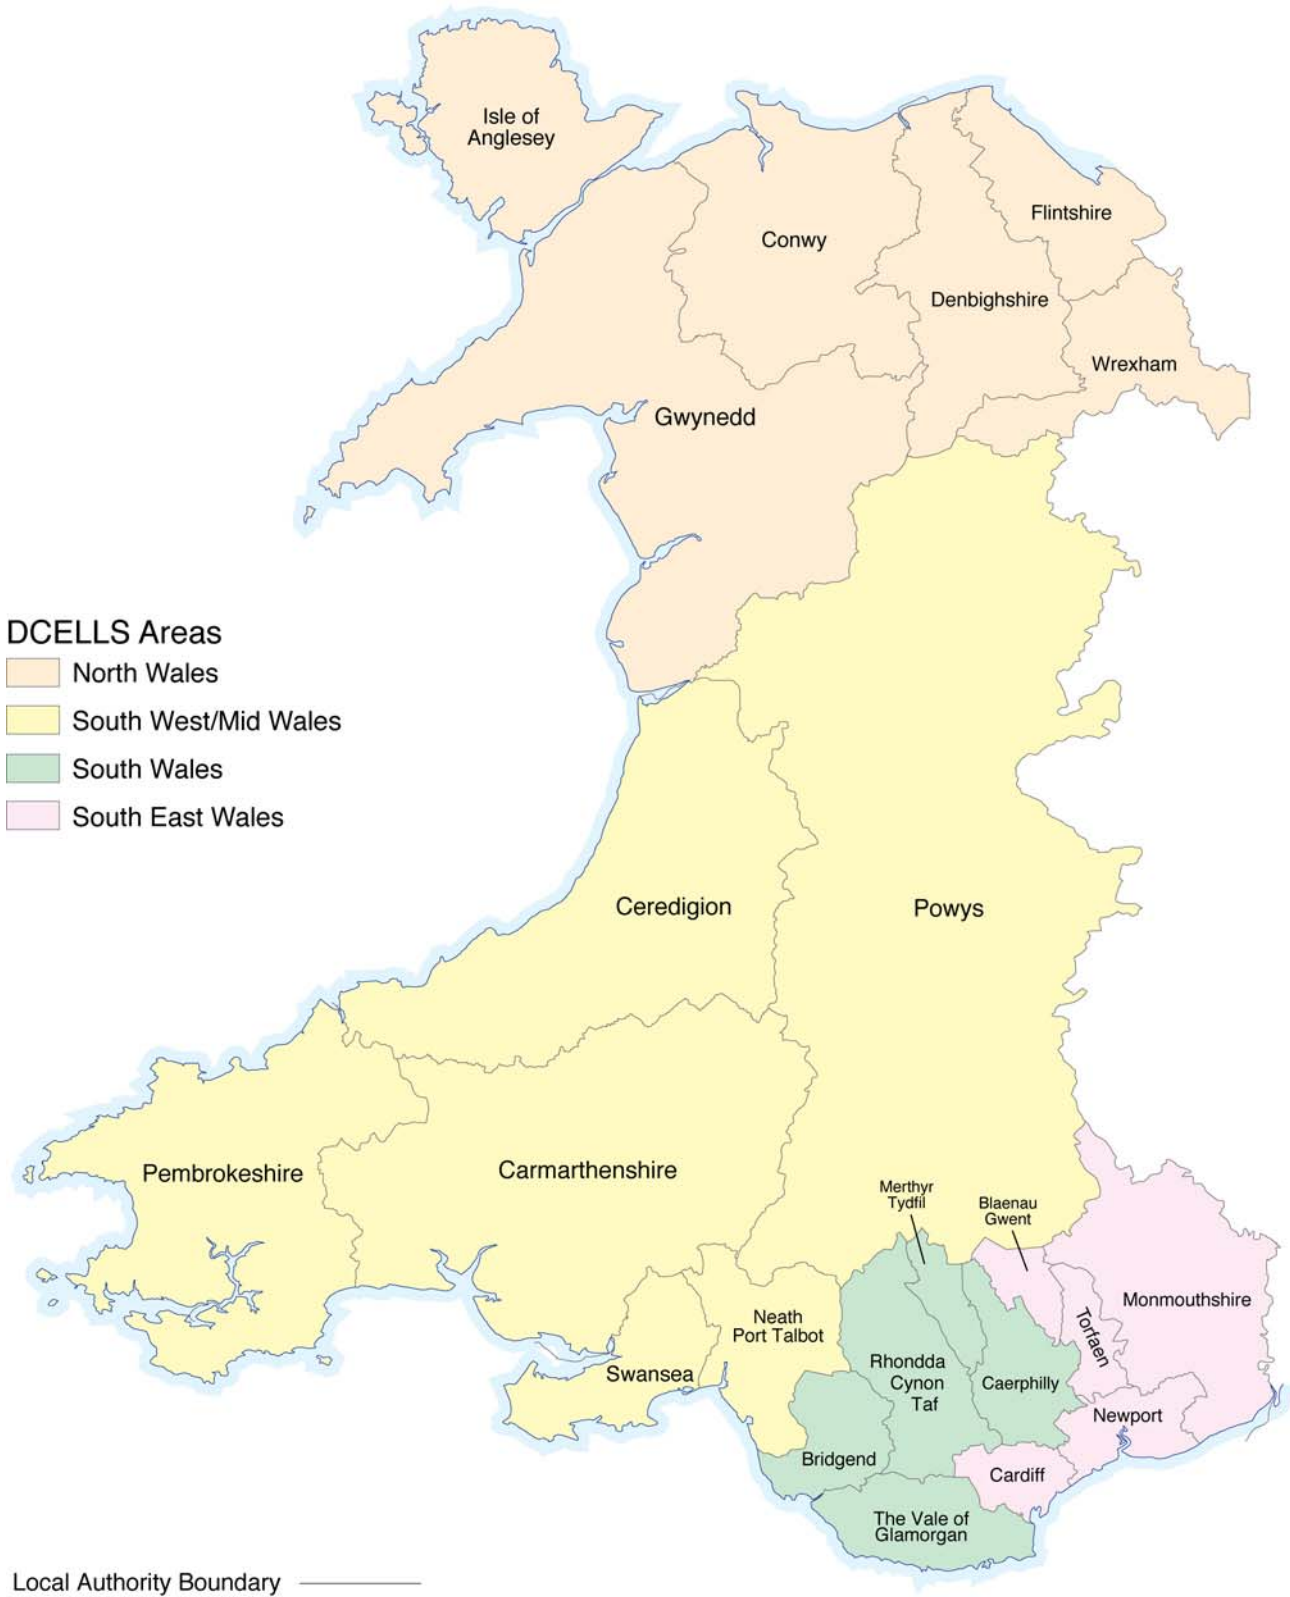 Isle of
Anglesey
Flintshire
Conwy
Denbighshire
Wrexham
Gwynedd
DCELLS Areas
North Wales
South West/Mid Wales
South Wales
South East Wales
Ceredigion
Powys
Pembrokeshire
Carmarthenshire
Merthyr
Tydfil
Blaenau
Gwent
Monmouthshire
Neath
Port Talbot
Torfaen
Swansea
Rhondda
Cynon
Taf
Caerphilly
Newport
Bridgend
Cardiff
The Vale of
Glamorgan
Local Authority Boundary